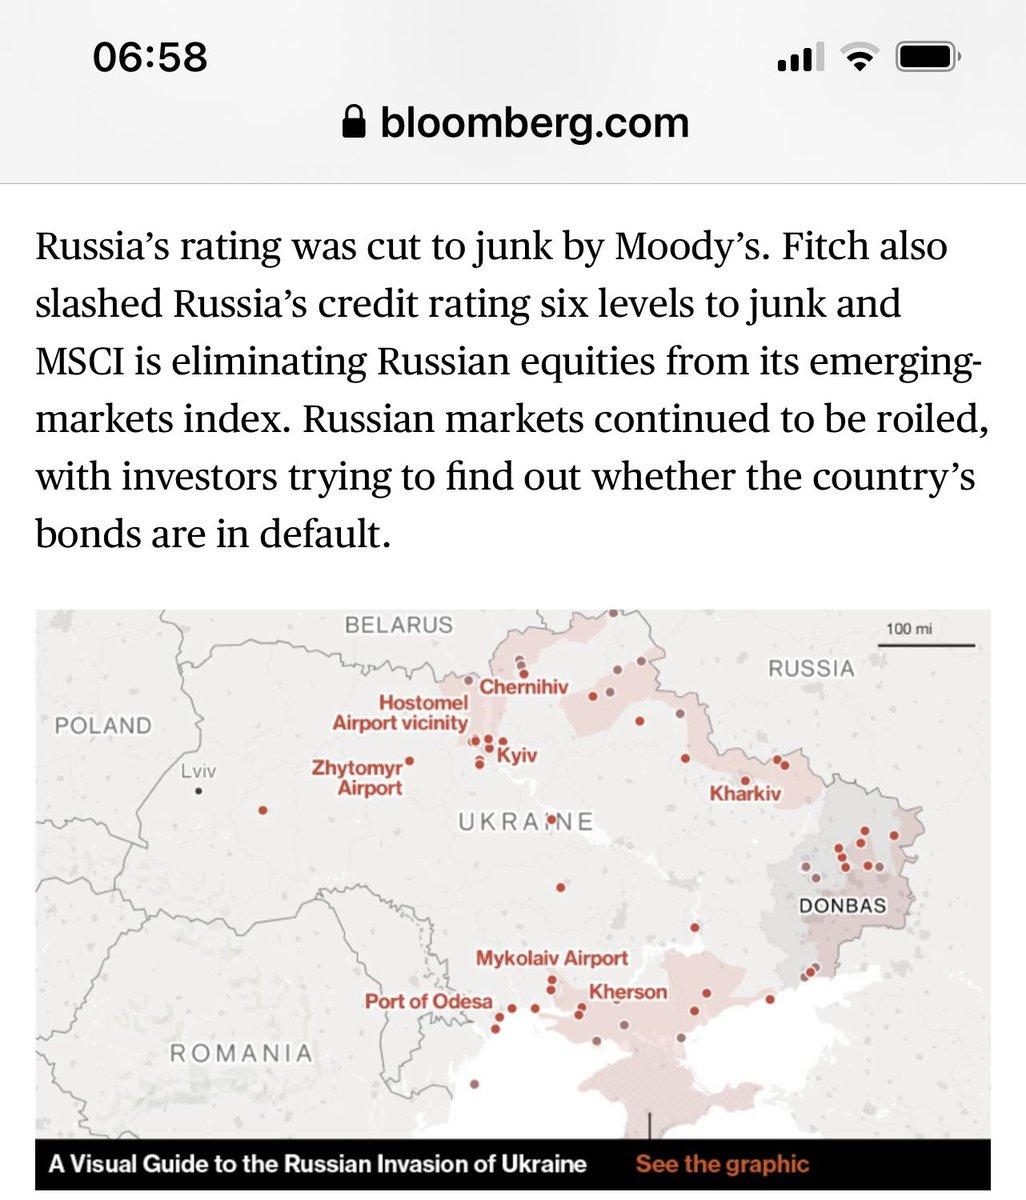 06:58
bloomberg.com
Russia’s rating was cut to junk by Moody’s. Fitch also
slashed Russia’s credit rating six levels to junk and
MSCI is eliminating Russian equities from its emerging-
markets index. Russian markets continued to be roiled,
with investors trying to find out whether the country’s
bonds are in default.
BELARUS
100 mi
RUSSIA
Chernihiv
Hostomel
Airport vicinity
POLAND
Kyiv
Lviv
Zhytomyr
Airport
Kharkiv
UKRAINE
DONBAS
Mykolaiv Airport
Kherson
Port of Odesa
ROMANIA
A Visual Guide to the Russian Invasion of Ukraine See the graphic